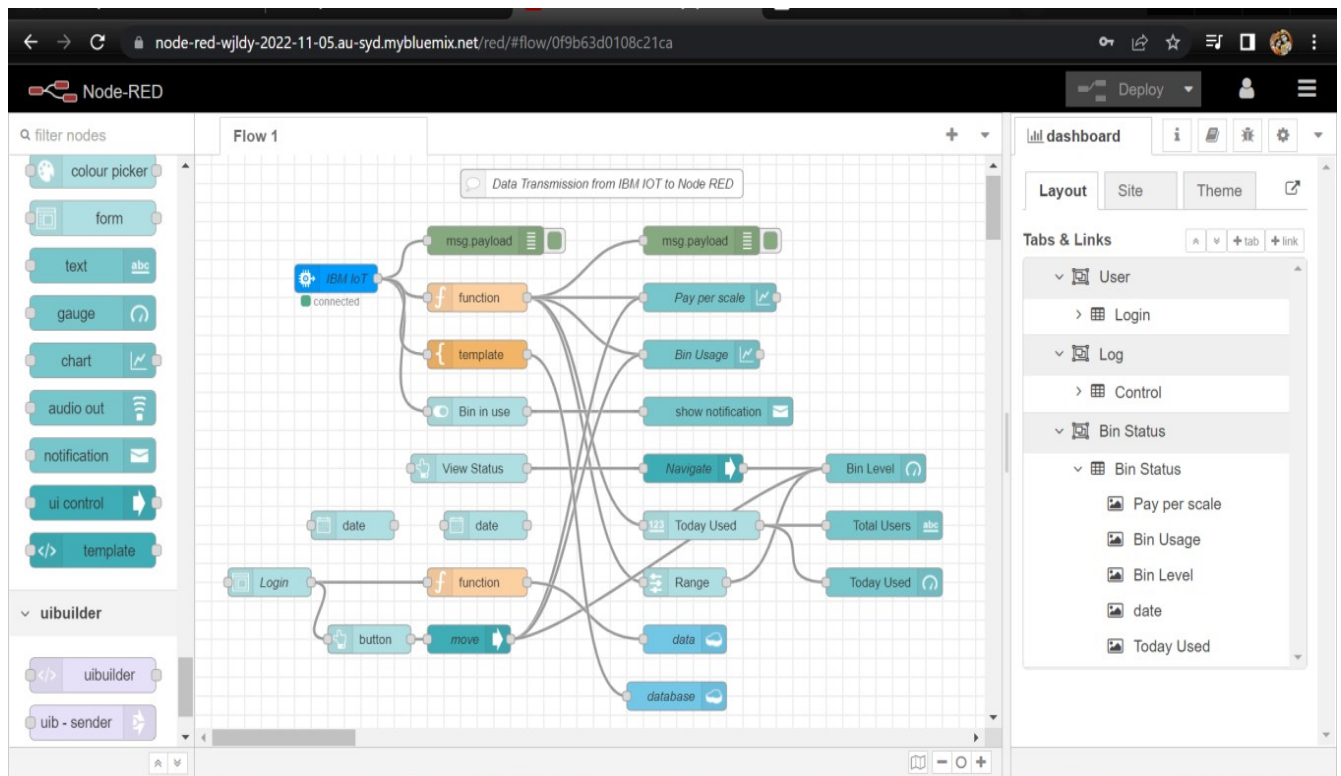 node-red-wjldy-2022-11-05.au-syd.mybluemix.net/red/#flow/0f9b63d0108c21ca
Node-RED
Deploy
filter nodes
colour picker
form
text
abc
gauge
chart
audio out
notification
ui control
template
uibuilder
uibuilder
uib - sender
Flow 1
Data Transmission from IBM IOT to Node RED
msg.payload
msg.payload
IBM IoT
connected
function
Pay per scale
template
Bin Usage
Bin in use
show notification
View Status
Navigate
Bin Level
date
date
123
Today Used
Total Users
abc
Login
function
Range
Today Used
button
move
data
database
dashboard
i
Layout
Site
Theme
Tabs & Links
+tab
+link
User
Login
Log
Control
Bin Status
Bin Status
Pay per scale
Bin Usage
Bin Level
date
Today Used